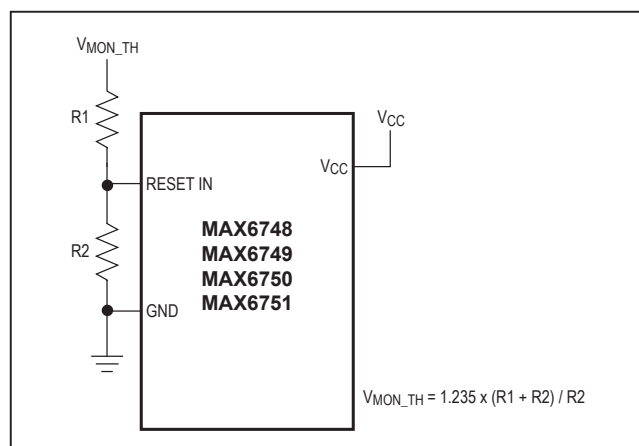 VMON_TH
R1
VCC
VCC
RESET IN
R2
MAX6748
MAX6749
MAX6750
MAX6751
GND
VMON_TH = 1.235 x (R1 + R2) / R2